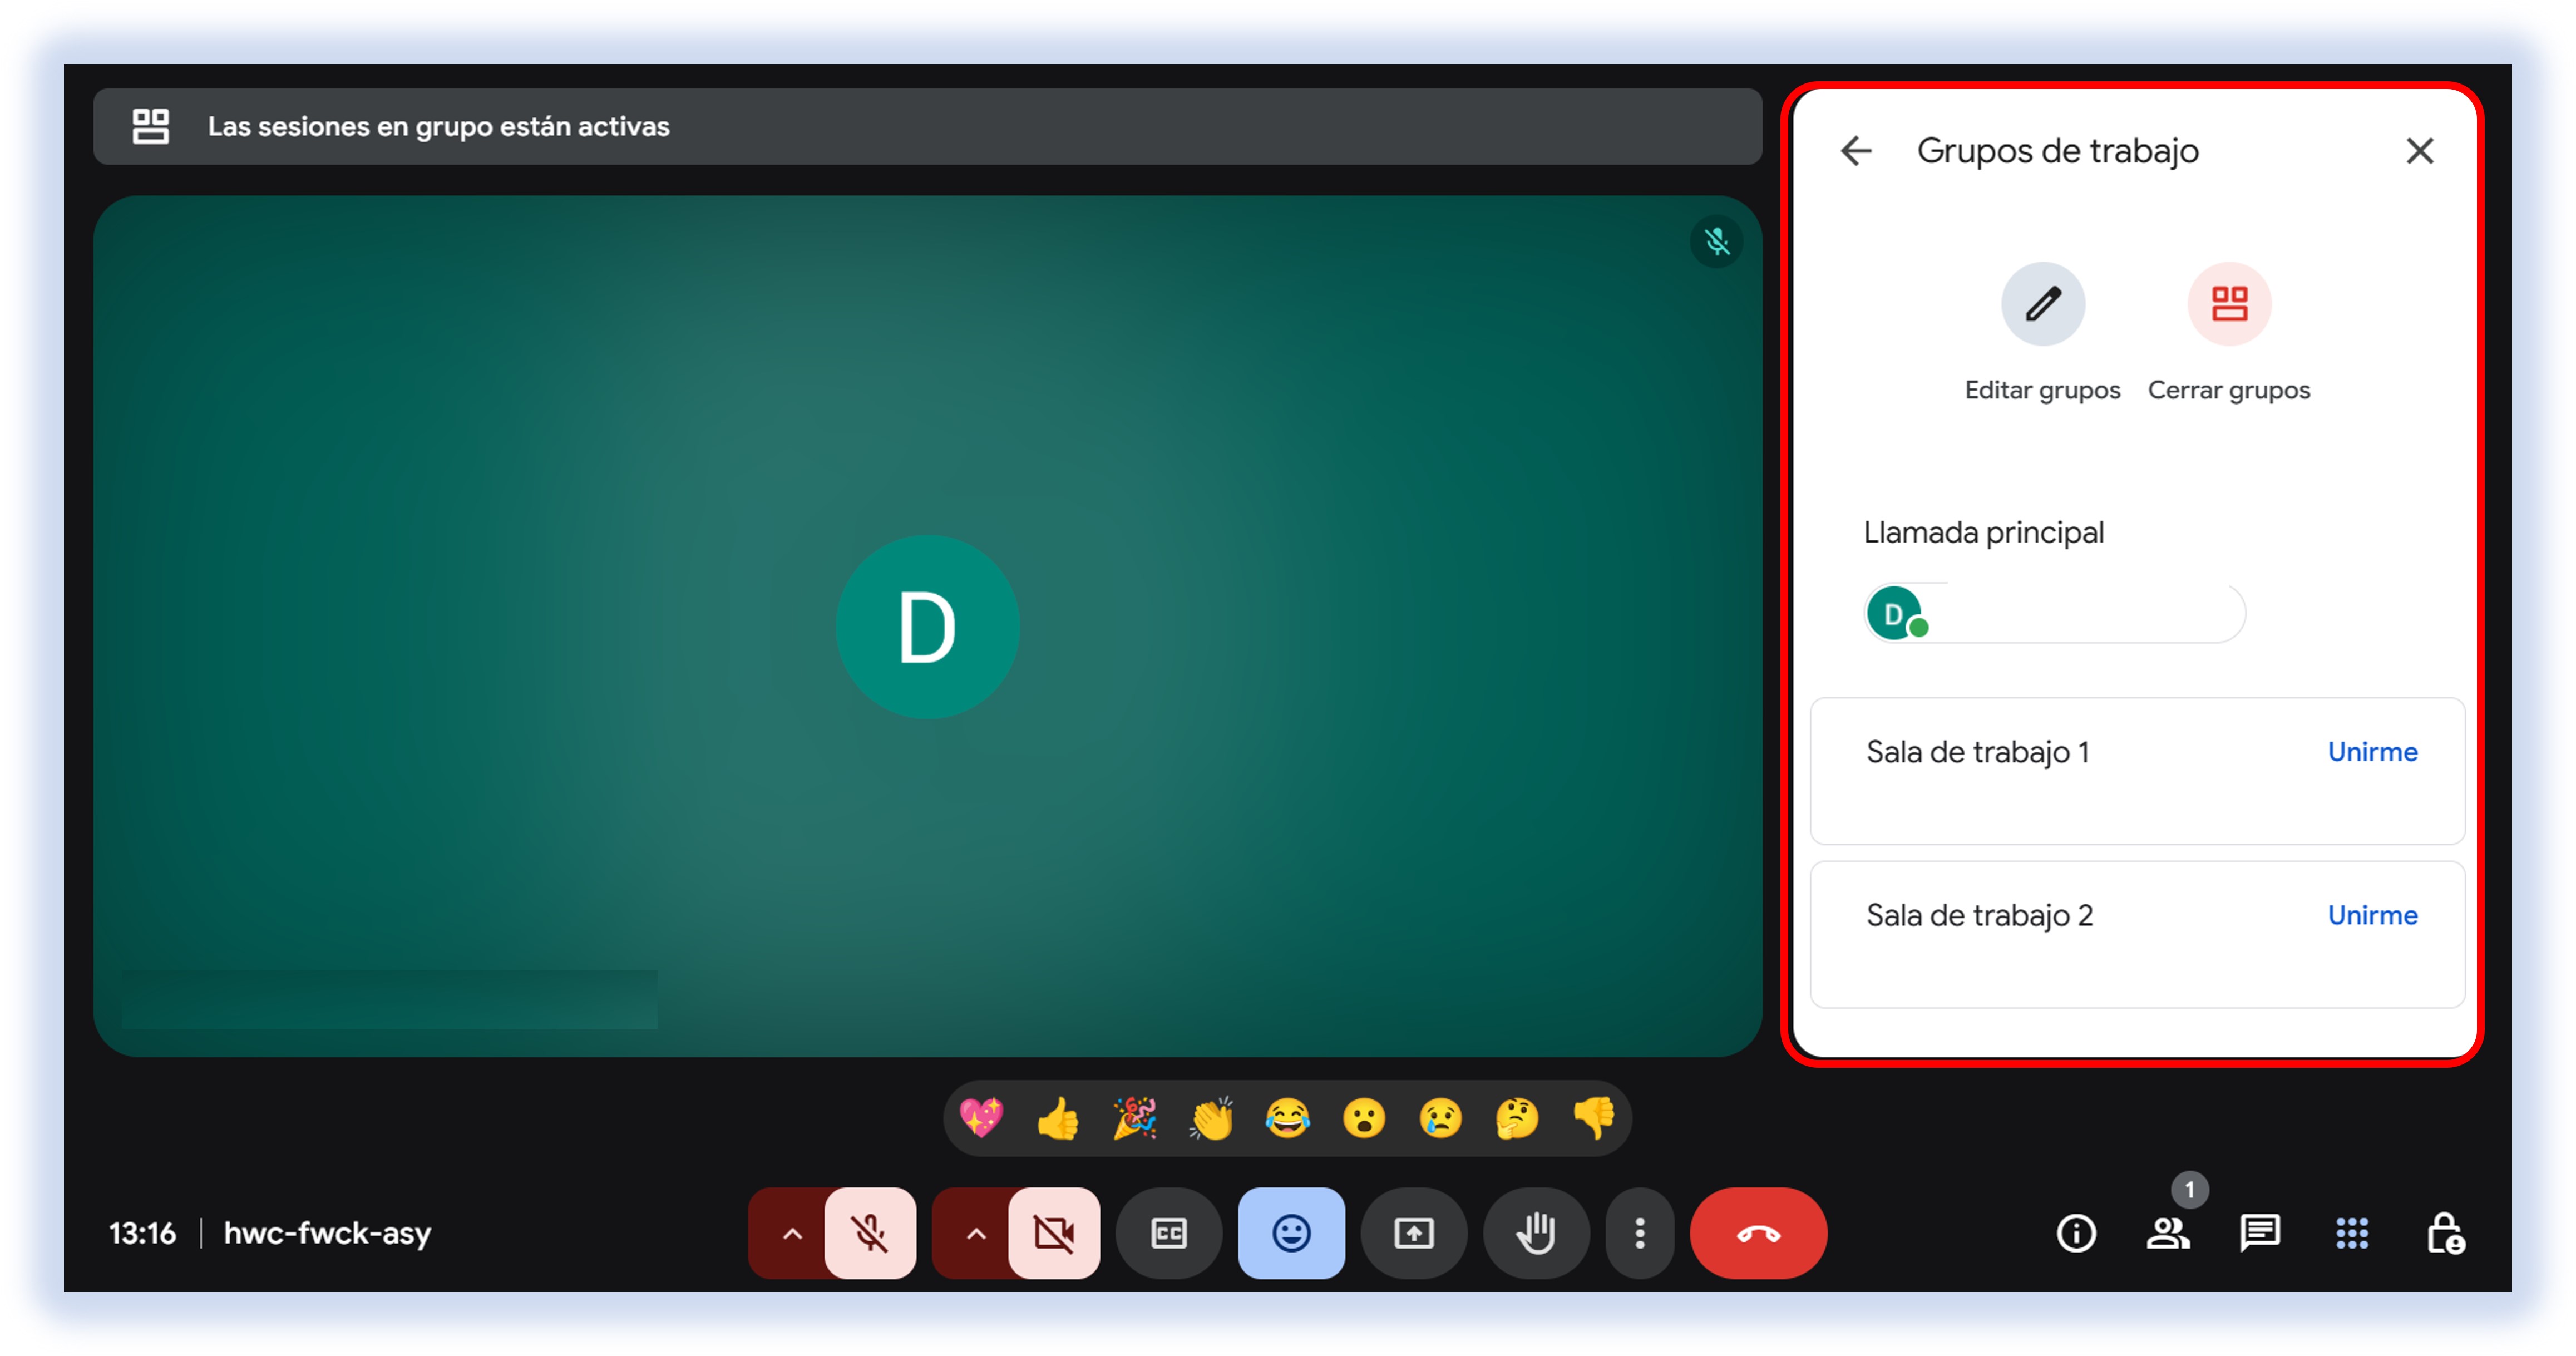 Las sesiones en grupo están activas
D
Grupos de trabajo
Editar grupos
Cerrar grupos
Llamada principal
D
Sala de trabajo 1
Unirme
Sala de trabajo 2
Unirme
13:16
hwc-fwck-asy
CC
1